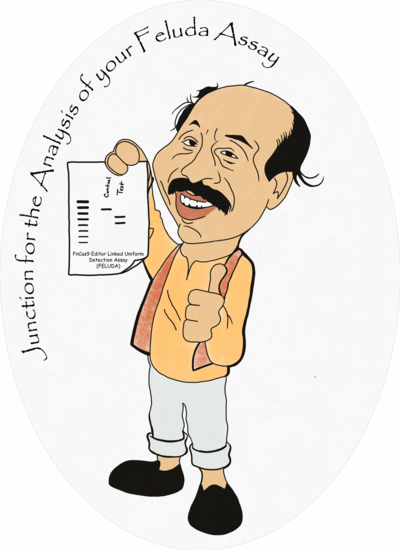 Junction for the Analysis of your Feluda Assay
Control
Test
FnCas9 Editor Linked Uniform
Detection Assay
(FELUDA)